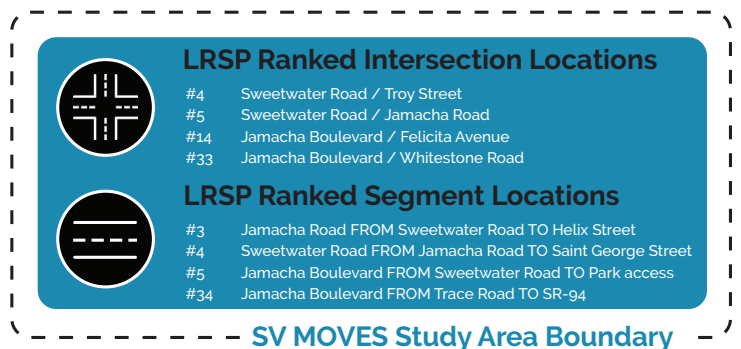 LRSP Ranked Intersection Locations
#4 Sweetwater Road / Troy Street
#5 Sweetwater Road / Jamacha Road
#14 Jamacha Boulevard / Felicita Avenue
#33 Jamacha Boulevard / Whitestone Road
LRSP Ranked Segment Locations
#3 Jamacha Road FROM Sweetwater Road TO Helix Street
#4 Sweetwater Road FROM Jamacha Road TO Saint George Street
#5 Jamacha Boulevard FROM Sweetwater Road TO Park access
#34 Jamacha Boulevard FROM Trace Road TO SR-94
SV MOVES Study Area Boundary